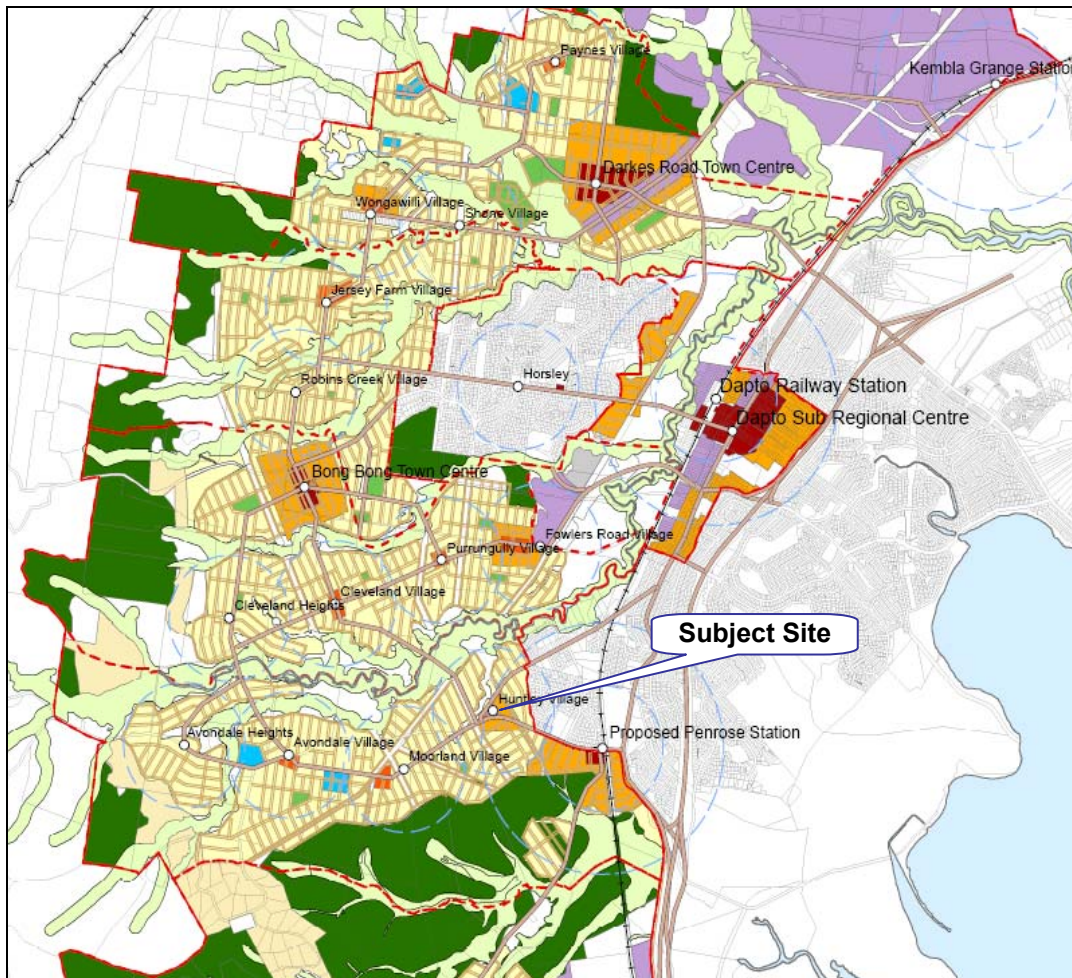 Paynes Village
Kembla Grange Station
Darkes Road Town Centre
Wongawilli Village
Shone Village
Jersey Farm Village
Robins Creek Village
Horsley
Dapto Railway Station
Dapto Sub Regional Centre
Bong Bong Town Centre
Fowlers Road Village
Purrungully Village
Cleveland Village
Cleveland Heights
Subject Site
Huntley Village
Avondale Heights
Avondale Village
Proposed Penrose Station
Moorland Village